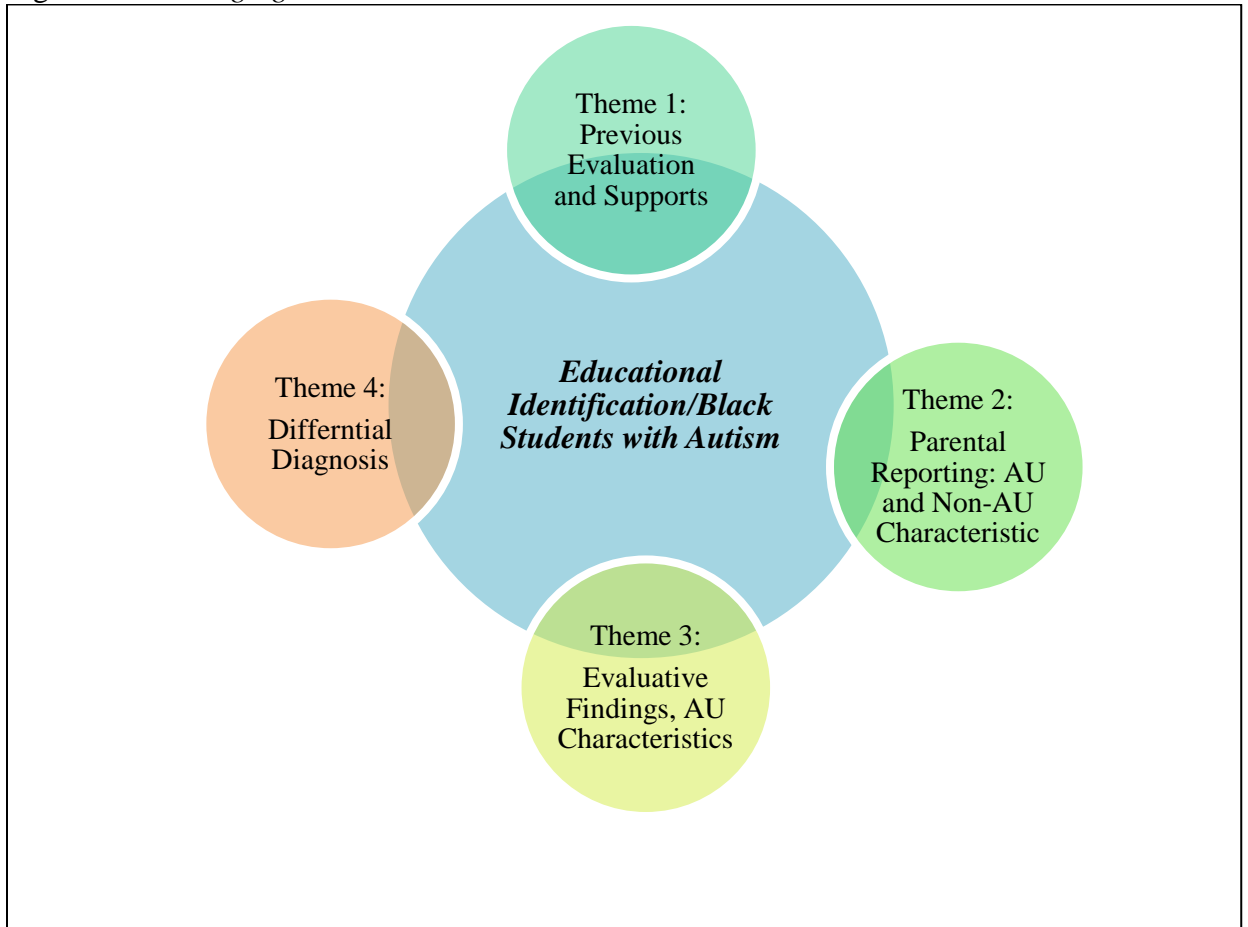 Theme 1:
Previous
Evaluation
and Supports
Educational
Identification/Black
Students with Autism
Theme 4:
Differntial
Diagnosis
Theme 2:
Parental
Reporting: AU
and Non-AU
Characteristic
Theme 3:
Evaluative
Findings, AU
Characteristics